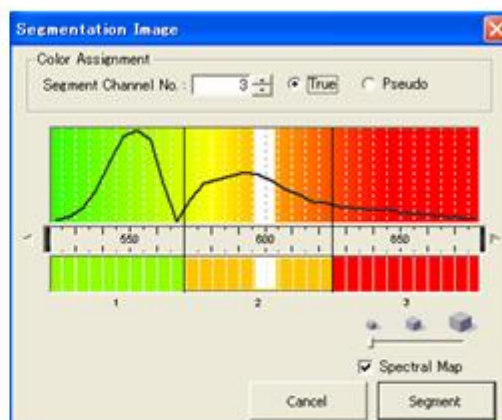 Segmentation Image
Color Assignment
Segment Channel No. : 3 True Pseudo
550 600 650
1 2 3
Spectral Map
Cancel Segment